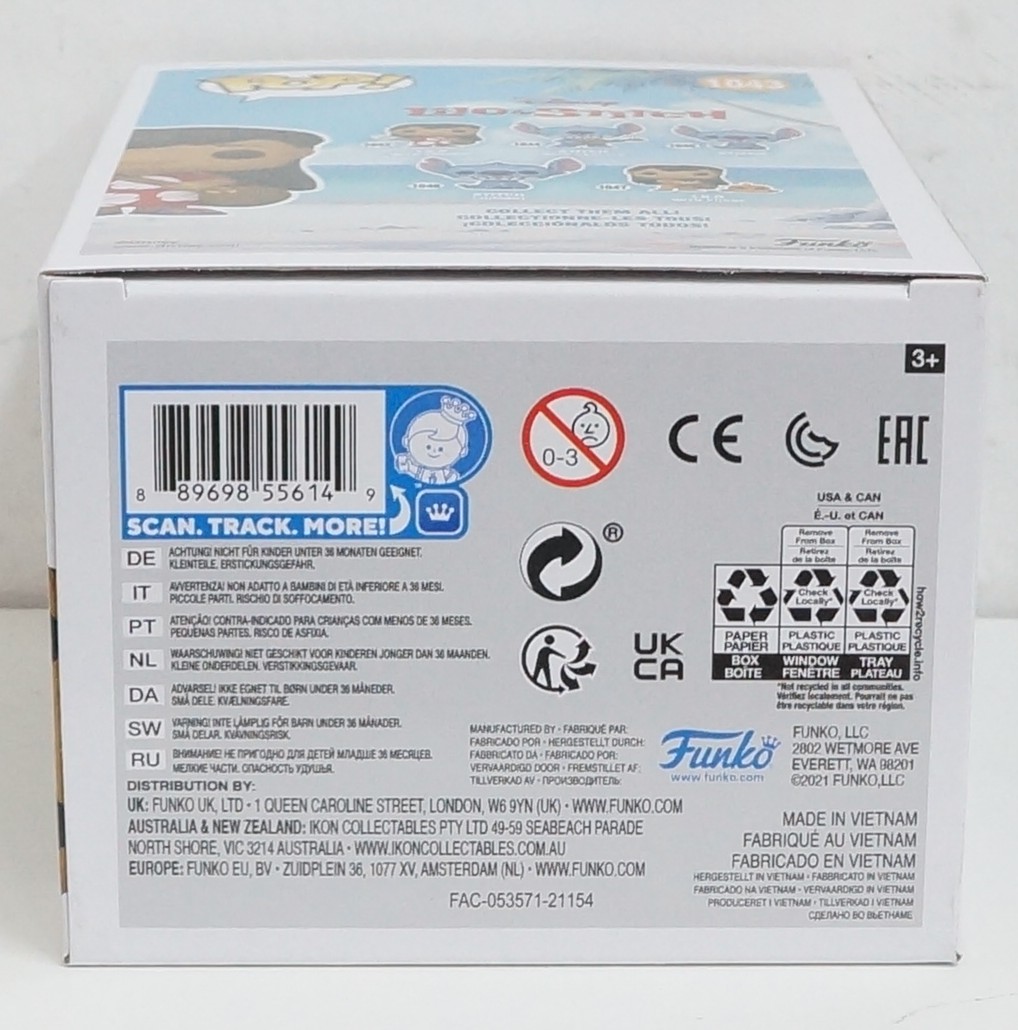 POP!
1043
Disney
LILO & STITCH
1047
COLLECT THEM ALL!
COLLECTIONNE-LES TOUS!
¡COLECCIÓNALOS TODOS!
Funko
3+
8 89698 55614 9
SCAN. TRACK. MORE!
0-3
CE
EAC
®
UK
CA
USA & CAN
É.-U. et CAN
Remove From Box
Retirez de la boîte
Remove From Box
Retirez de la boîte
Check Locally*
Check Locally*
PAPER PAPIER
PLASTIC PLASTIQUE
PLASTIC PLASTIQUE
BOX BOÎTE
WINDOW FENÊTRE
TRAY PLATEAU
how2recycle.info
*Not recycled in all communities.
Vérifiez localement. Pourrait ne pas
être recyclable dans votre région.
DE ACHTUNG! NICHT FÜR KINDER UNTER 36 MONATEN GEEIGNET.
KLEINTEILE. ERSTICKUNGSGEFAHR.
IT AVVERTENZA! NON ADATTO A BAMBINI DI ETÀ INFERIORE A 36 MESI.
PICCOLE PARTI. RISCHIO DI SOFFOCAMENTO.
PT ATENÇÃO! CONTRA-INDICADO PARA CRIANÇAS COM MENOS DE 36 MESES.
PEQUENAS PARTES. RISCO DE ASFIXIA.
NL WAARSCHUWING! NIET GESCHIKT VOOR KINDEREN JONGER DAN 36 MAANDEN.
KLEINE ONDERDELEN. VERSTIKKINGSGEVAAR.
DA ADVARSEL! IKKE EGNET TIL BØRN UNDER 36 MÅNEDER.
SMÅ DELE. KVÆLNINGSFARE.
SW VARNING! INTE LÄMPLIG FÖR BARN UNDER 36 MÅNADER.
SMÅ DELAR. KVÄVNINGSRISK.
RU ВНИМАНИЕ! НЕ ПРИГОДНО ДЛЯ ДЕТЕЙ МЛАДШЕ 36 МЕСЯЦЕВ.
МЕЛКИЕ ЧАСТИ. ОПАСНОСТЬ УДУШЬЯ.
MANUFACTURED BY • FABRIQUÉ PAR:
FABRICADO POR • HERGESTELLT DURCH:
FABBRICATO DA • FABRICADO POR:
VERVAARDIGD DOOR • FREMSTILLET AF:
TILLVERKAD AV • ПРОИЗВОДИТЕЛЬ:
Funko
www.funko.com
FUNKO, LLC
2802 WETMORE AVE
EVERETT, WA 98201
©2021 FUNKO,LLC
DISTRIBUTION BY:
UK: FUNKO UK, LTD • 1 QUEEN CAROLINE STREET, LONDON, W6 9YN (UK) • WWW.FUNKO.COM
AUSTRALIA & NEW ZEALAND: IKON COLLECTABLES PTY LTD 49-59 SEABEACH PARADE
NORTH SHORE, VIC 3214 AUSTRALIA • WWW.IKONCOLLECTABLES.COM.AU
EUROPE: FUNKO EU, BV • ZUIDPLEIN 36, 1077 XV, AMSTERDAM (NL) • WWW.FUNKO.COM
FAC-053571-21154
MADE IN VIETNAM
FABRIQUÉ AU VIETNAM
FABRICADO EN VIETNAM
HERGESTELLT IN VIETNAM • FABBRICATO IN VIETNAM
FABRICADO NA VIETNAM • VERVAARDIGD IN VIETNAM
PRODUCERET I VIETNAM • TILLVERKAD I VIETNAM
СДЕЛАНО ВО ВЬЕТНАМЕ